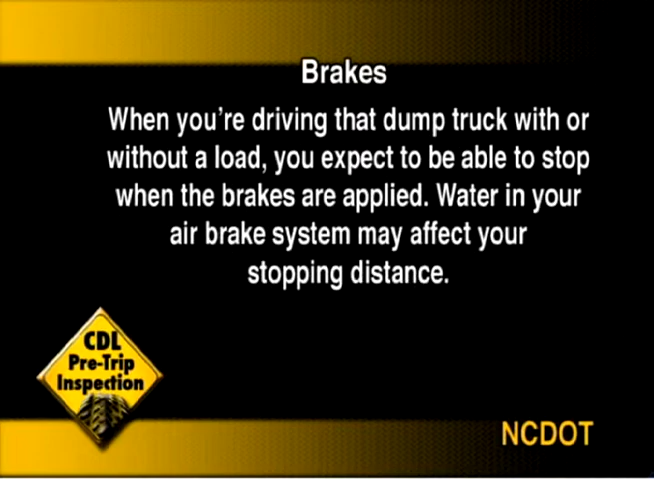 Brakes
When you're driving that dump truck with or
without a load, you expect to be able to stop
when the brakes are applied. Water in your
air brake system may affect your
stopping distance.
CDL
Pre-Trip
Inspection
NCDOT